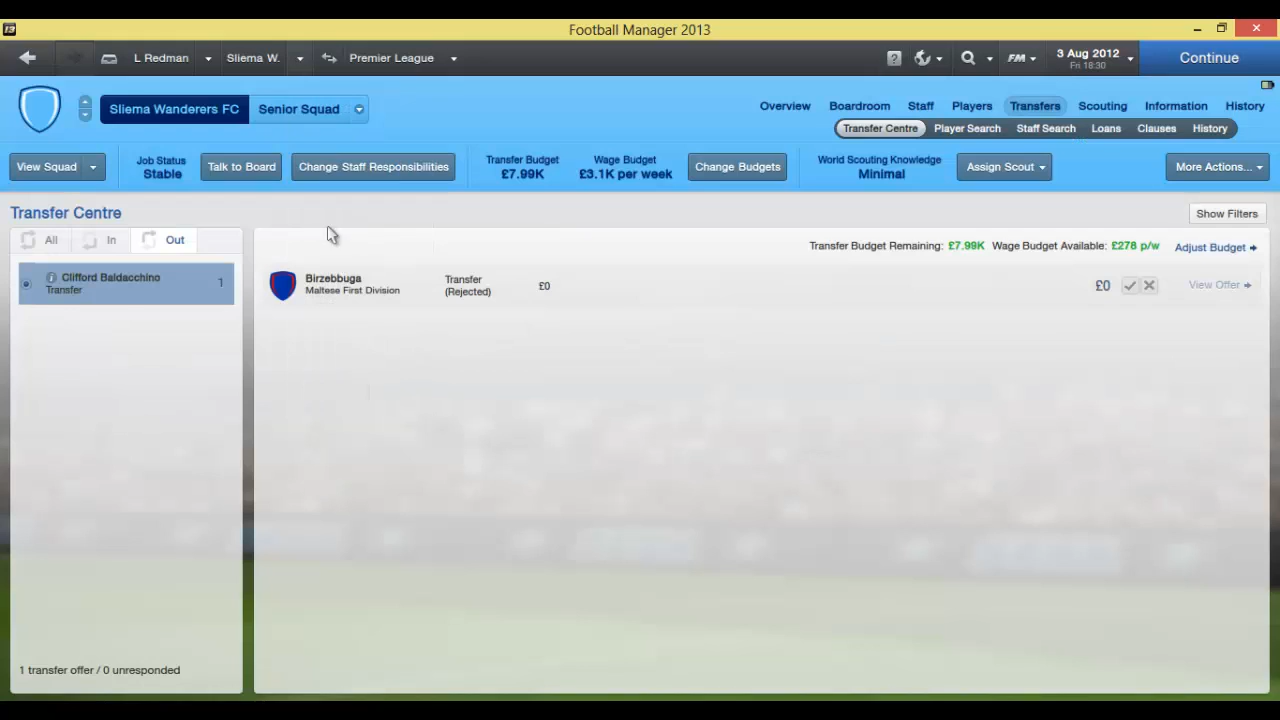 Football Manager 2013
L Redman
Sliema W.
Premier League
FM
3 Aug 2012
Fri 18:30
Continue
Sliema Wanderers FC
Senior Squad
Overview
Boardroom
Staff
Players
Transfers
Scouting
Information
History
Transfer Centre
Player Search
Staff Search
Loans
Clauses
History
View Squad
Job Status
Stable
Talk to Board
Change Staff Responsibilities
Transfer Budget
£7.99K
Wage Budget
£3.1K per week
Change Budgets
World Scouting Knowledge
Minimal
Assign Scout
More Actions...
Transfer Centre
Show Filters
All
In
Out
Transfer Budget Remaining: £7.99K Wage Budget Available: £278 p/w
Adjust Budget
Clifford Baldacchino
Transfer
1
Birzebbuga
Maltese First Division
Transfer
(Rejected)
£0
£0
View Offer
1 transfer offer / 0 unresponded